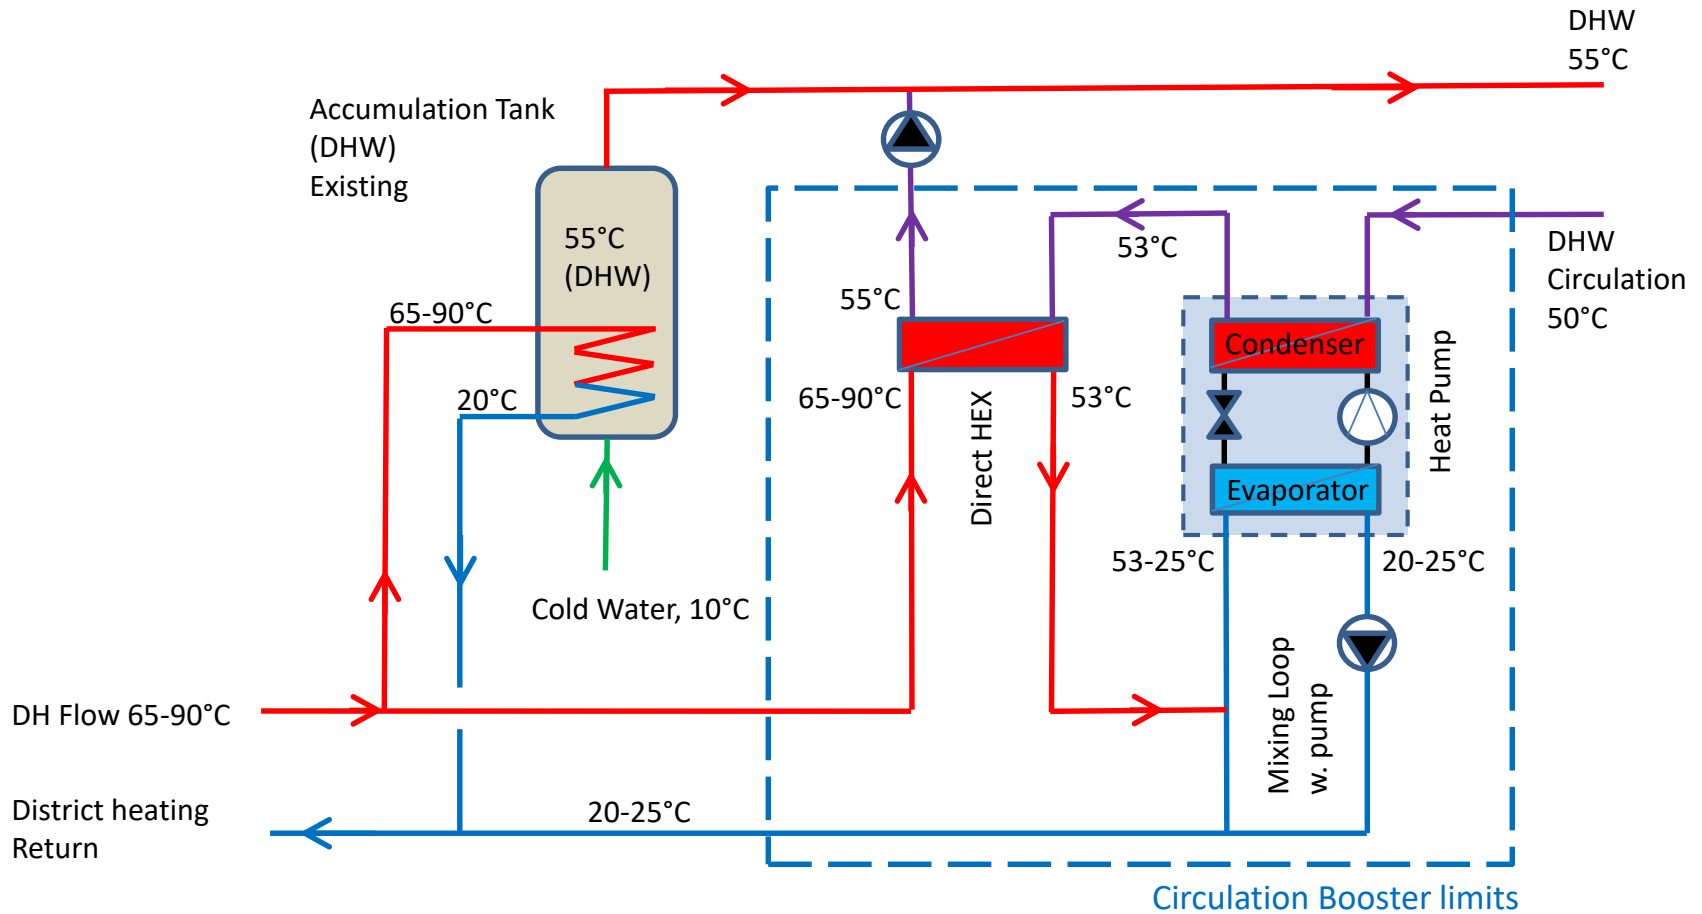 DHW
55°C
Accumulation Tank
(DHW)
Existing
55°C
(DHW)
53°C
DHW
Circulation
50°C
65-90°C
55°C
Condenser
Heat Pump
20°C
65-90°C
53°C
Direct HEX
Evaporator
53-25°C
20-25°C
Cold Water, 10°C
Mixing Loop
w. pump
DH Flow 65-90°C
District heating
Return
20-25°C
Circulation Booster limits